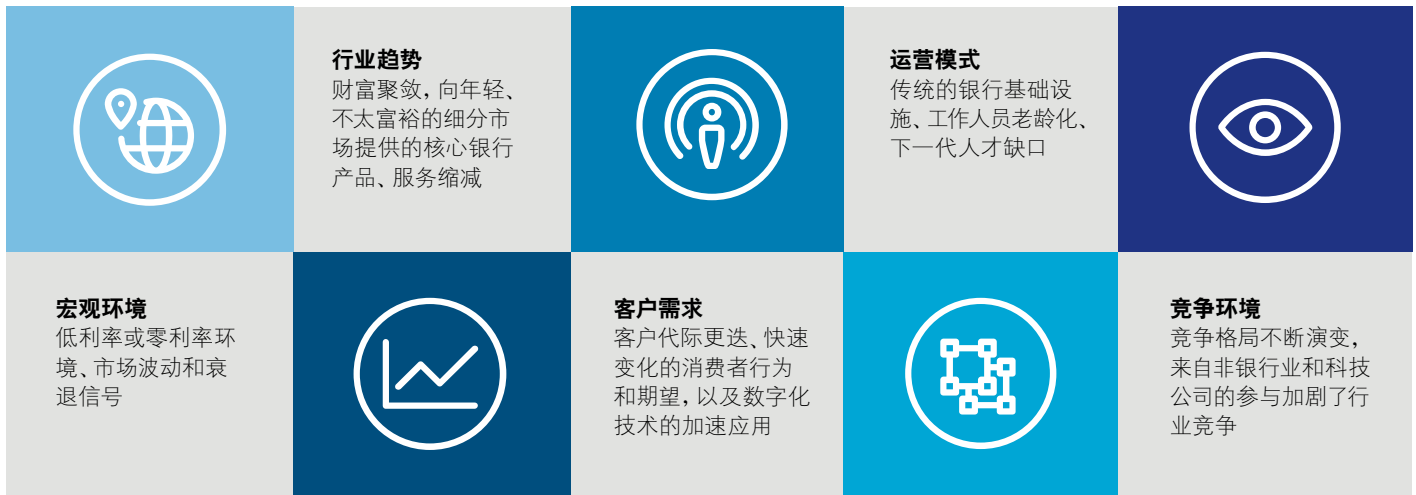 行业趋势
财富聚敛，向年轻、
不太富裕的细分市
场提供的核心银行
产品、服务缩减
运营模式
传统的银行基础设
施、工作人员老龄化、
下一代人才缺口
宏观环境
低利率或零利率环
境、市场波动和衰
退信号
客户需求
客户代际更迭、快速
变化的消费者行为
和期望，以及数字化
技术的加速应用
竞争环境
竞争格局不断演变，
来自非银行业和科技
公司的参与加剧了行
业竞争